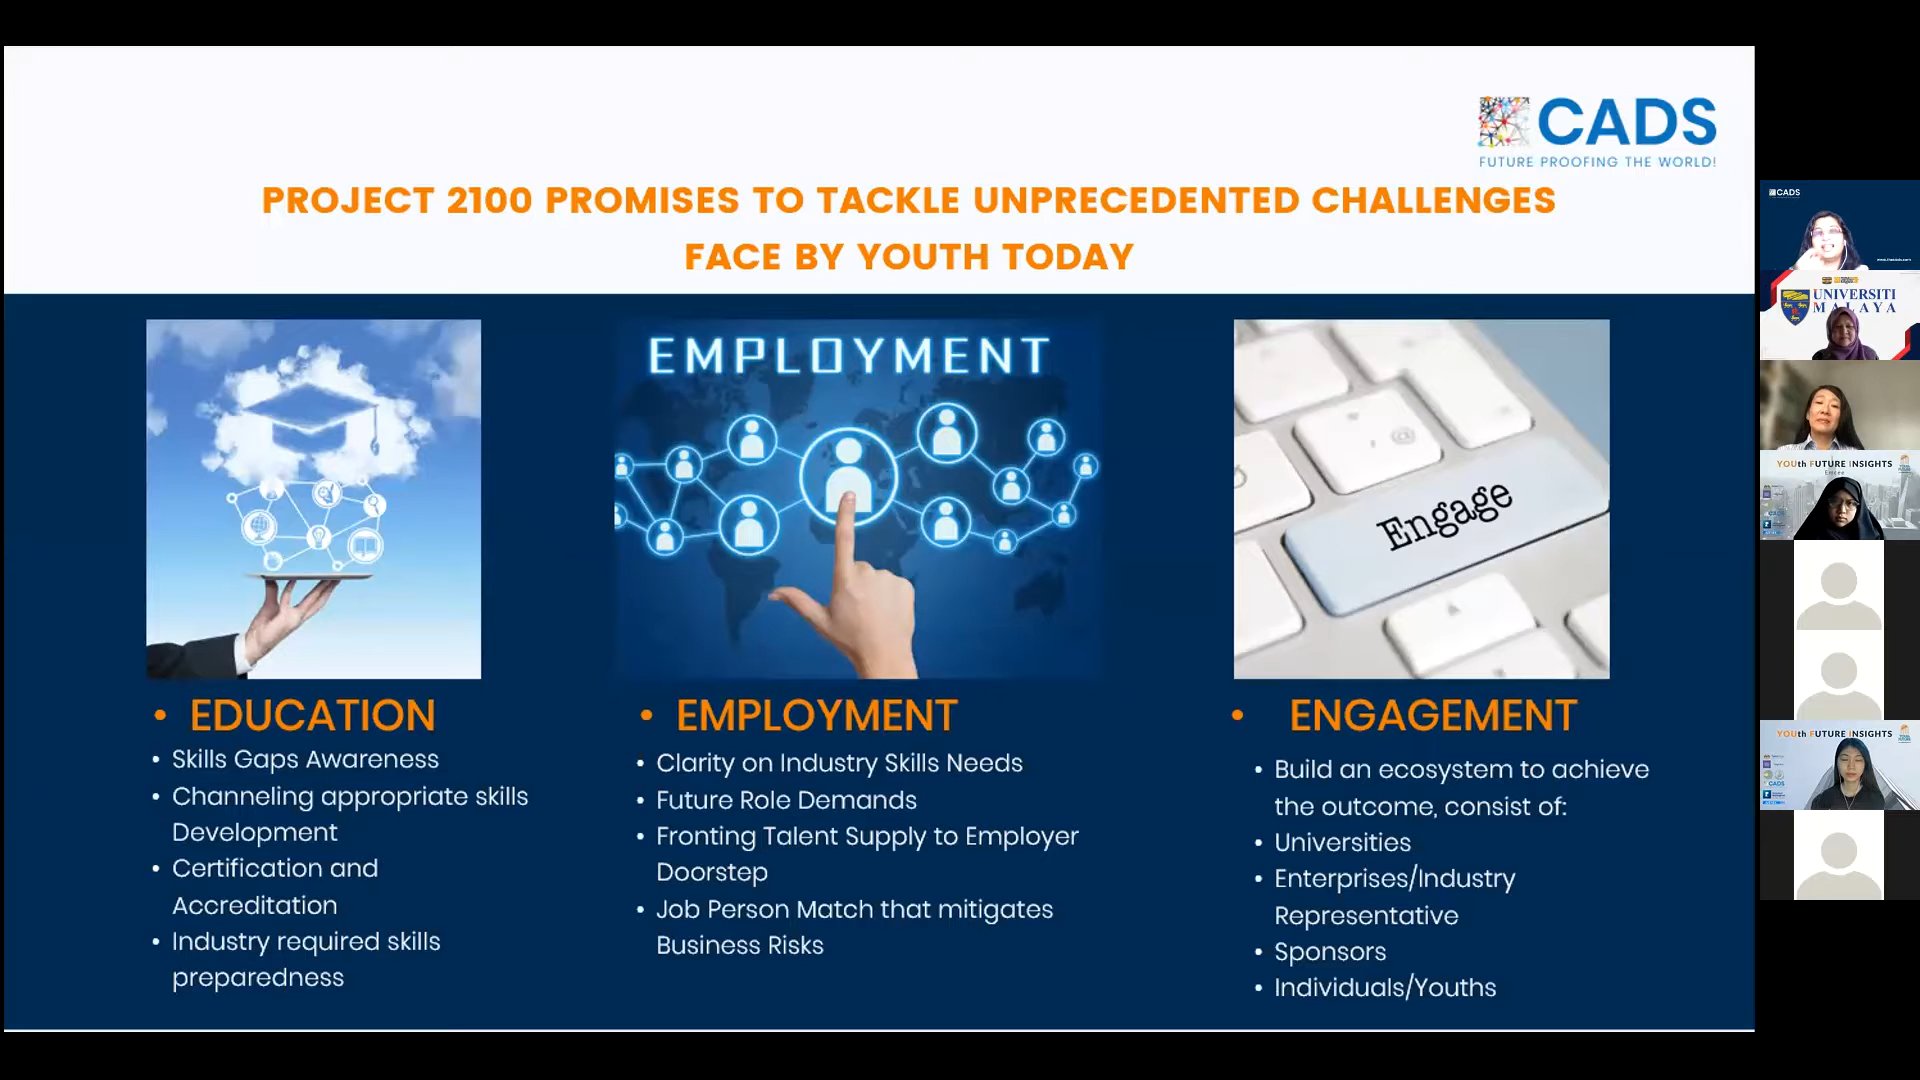 CADS
FUTURE PROOFING THE WORLD!
PROJECT 2100 PROMISES TO TACKLE UNPRECEDENTED CHALLENGES
FACE BY YOUTH TODAY
EMPLOYMENT
Engage
• EDUCATION
• Skills Gaps Awareness
• Channeling appropriate skills
Development
• Certification and
Accreditation
• Industry required skills
preparedness
• EMPLOYMENT
• Clarity on Industry Skills Needs
• Future Role Demands
• Fronting Talent Supply to Employer
Doorstep
• Job Person Match that mitigates
Business Risks
• ENGAGEMENT
• Build an ecosystem to achieve
the outcome, consist of:
• Universities
• Enterprises/Industry
Representative
• Sponsors
• Individuals/Youths
CADS
UNIVERSITI
MALAYA
YOUth FUTURE INSIGHTS
Emcee
YOUth FUTURE INSIGHTS
CADS